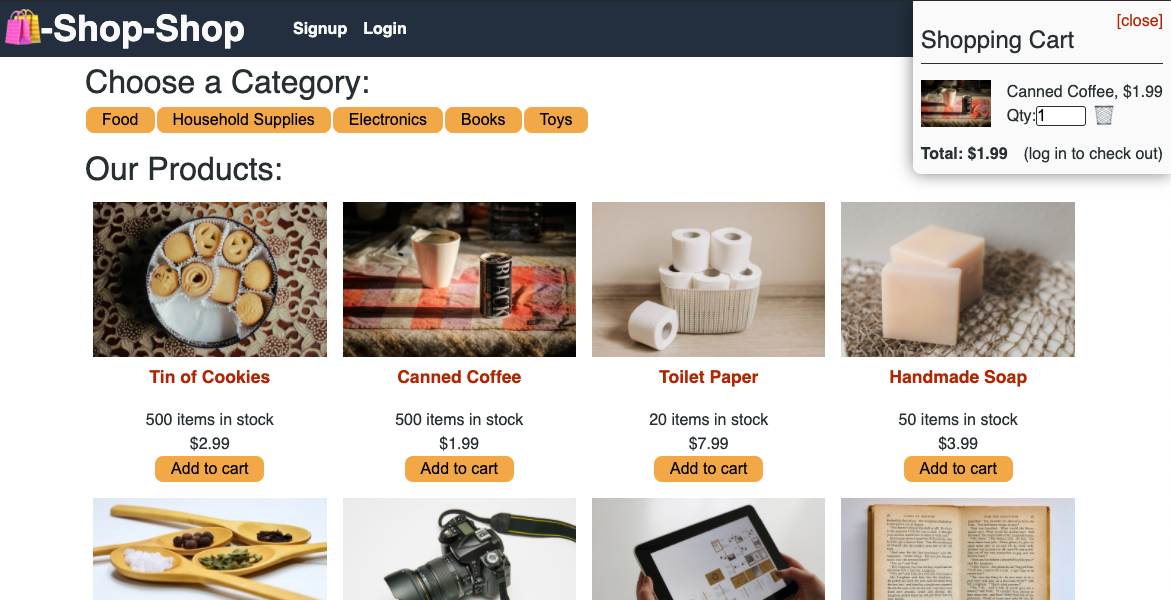 -Shop-Shop
Signup Login
[close]
Shopping Cart
Canned Coffee, $1.99
Qty: 1
Total: $1.99 (log in to check out)
Choose a Category:
Food Household Supplies Electronics Books Toys
Our Products:
BLACK
Tin of Cookies
500 items in stock
$2.99
Add to cart
Canned Coffee
500 items in stock
$1.99
Add to cart
Toilet Paper
20 items in stock
$7.99
Add to cart
Handmade Soap
50 items in stock
$3.99
Add to cart